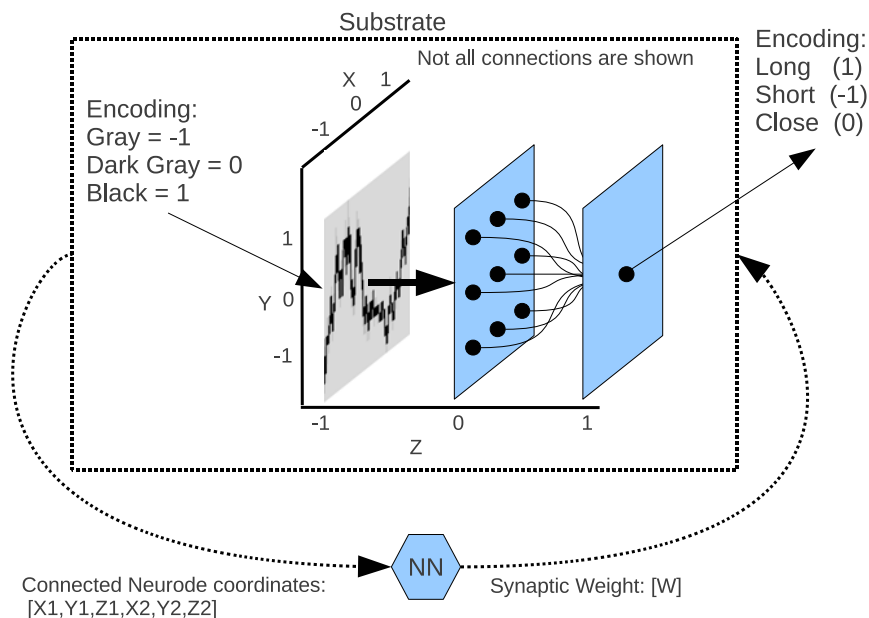 Substrate
Not all connections are shown
Encoding:
Long (1)
Short (-1)
Close (0)
Encoding:
Gray = -1
Dark Gray = 0
Black = 1
X
1
0
-1
1
Y 0
-1
-1
0
1
Z
NN
Connected Neurode coordinates:
[X1,Y1,Z1,X2,Y2,Z2]
Synaptic Weight: [W]